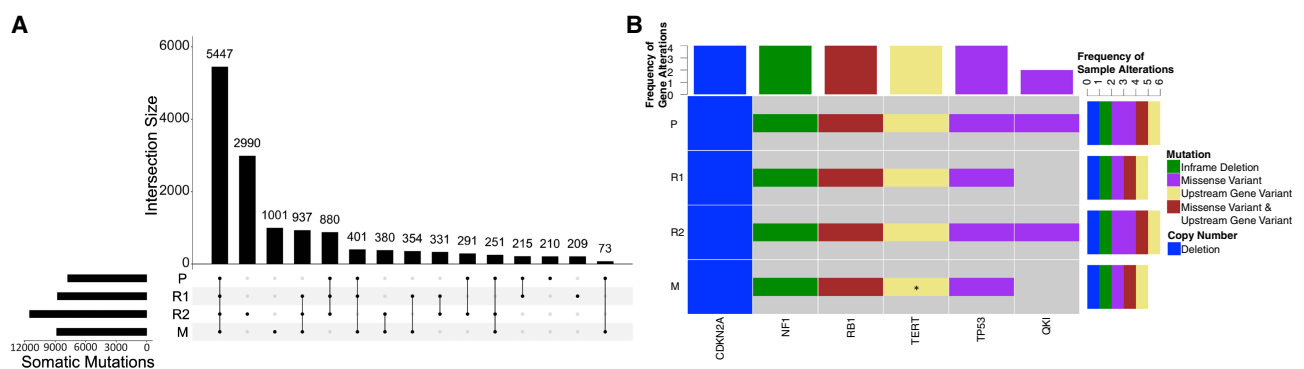 A
Intersection Size
6000
4000
2000
0
5447
2990
1001
937
880
401
380
354
331
291
251
215
210
209
73
P
R1
R2
M
12000 9000 6000 3000 0
Somatic Mutations
B
Frequency of
Gene Alterations
4
3
2
1
0
Frequency of
Sample Alterations
0 1 2 3 4 5 6
P
R1
R2
M
*
CDKN2A NF1 RB1 TERT TP53 QKI
Mutation
Inframe Deletion
Missense Variant
Upstream Gene Variant
Missense Variant &
Upstream Gene Variant
Copy Number
Deletion